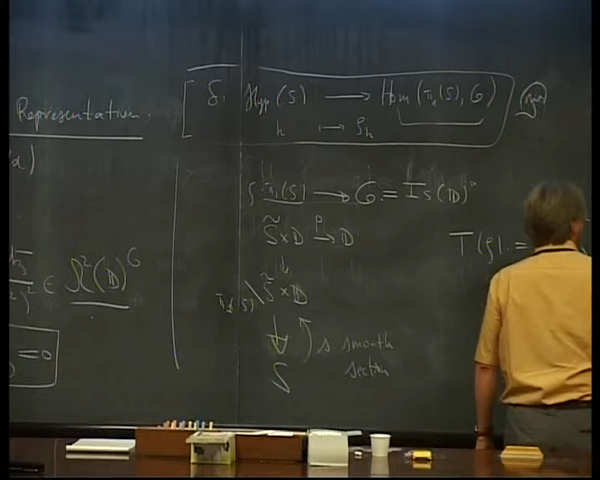 Representation.
α)
∈ Ω²(𝔻)^G
=0
δ. Hyp(S) ⟶ Hom(π₁(S), G)
h ⟼ ρ_h
ρ: π₁(S) ⟶ G = Is(𝔻)°
S̃×𝔻 →^P 𝔻
↓
π₁(S)\S̃×𝔻
↓ ) s smooth section
S
T(ρ). =